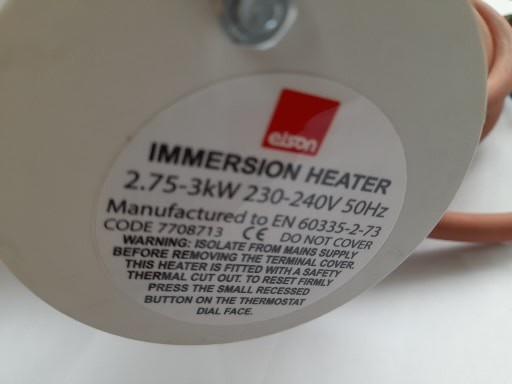 elson
IMMERSION HEATER
2.75-3kW 230-240V 50Hz
Manufactured to EN 60335-2-73
CODE 7708713 CE DO NOT COVER
WARNING: ISOLATE FROM MAINS SUPPLY
BEFORE REMOVING THE TERMINAL COVER.
THIS HEATER IS FITTED WITH A SAFETY
THERMAL CUT OUT. TO RESET FIRMLY
PRESS THE SMALL RECESSED
BUTTON ON THE THERMOSTAT
DIAL FACE.